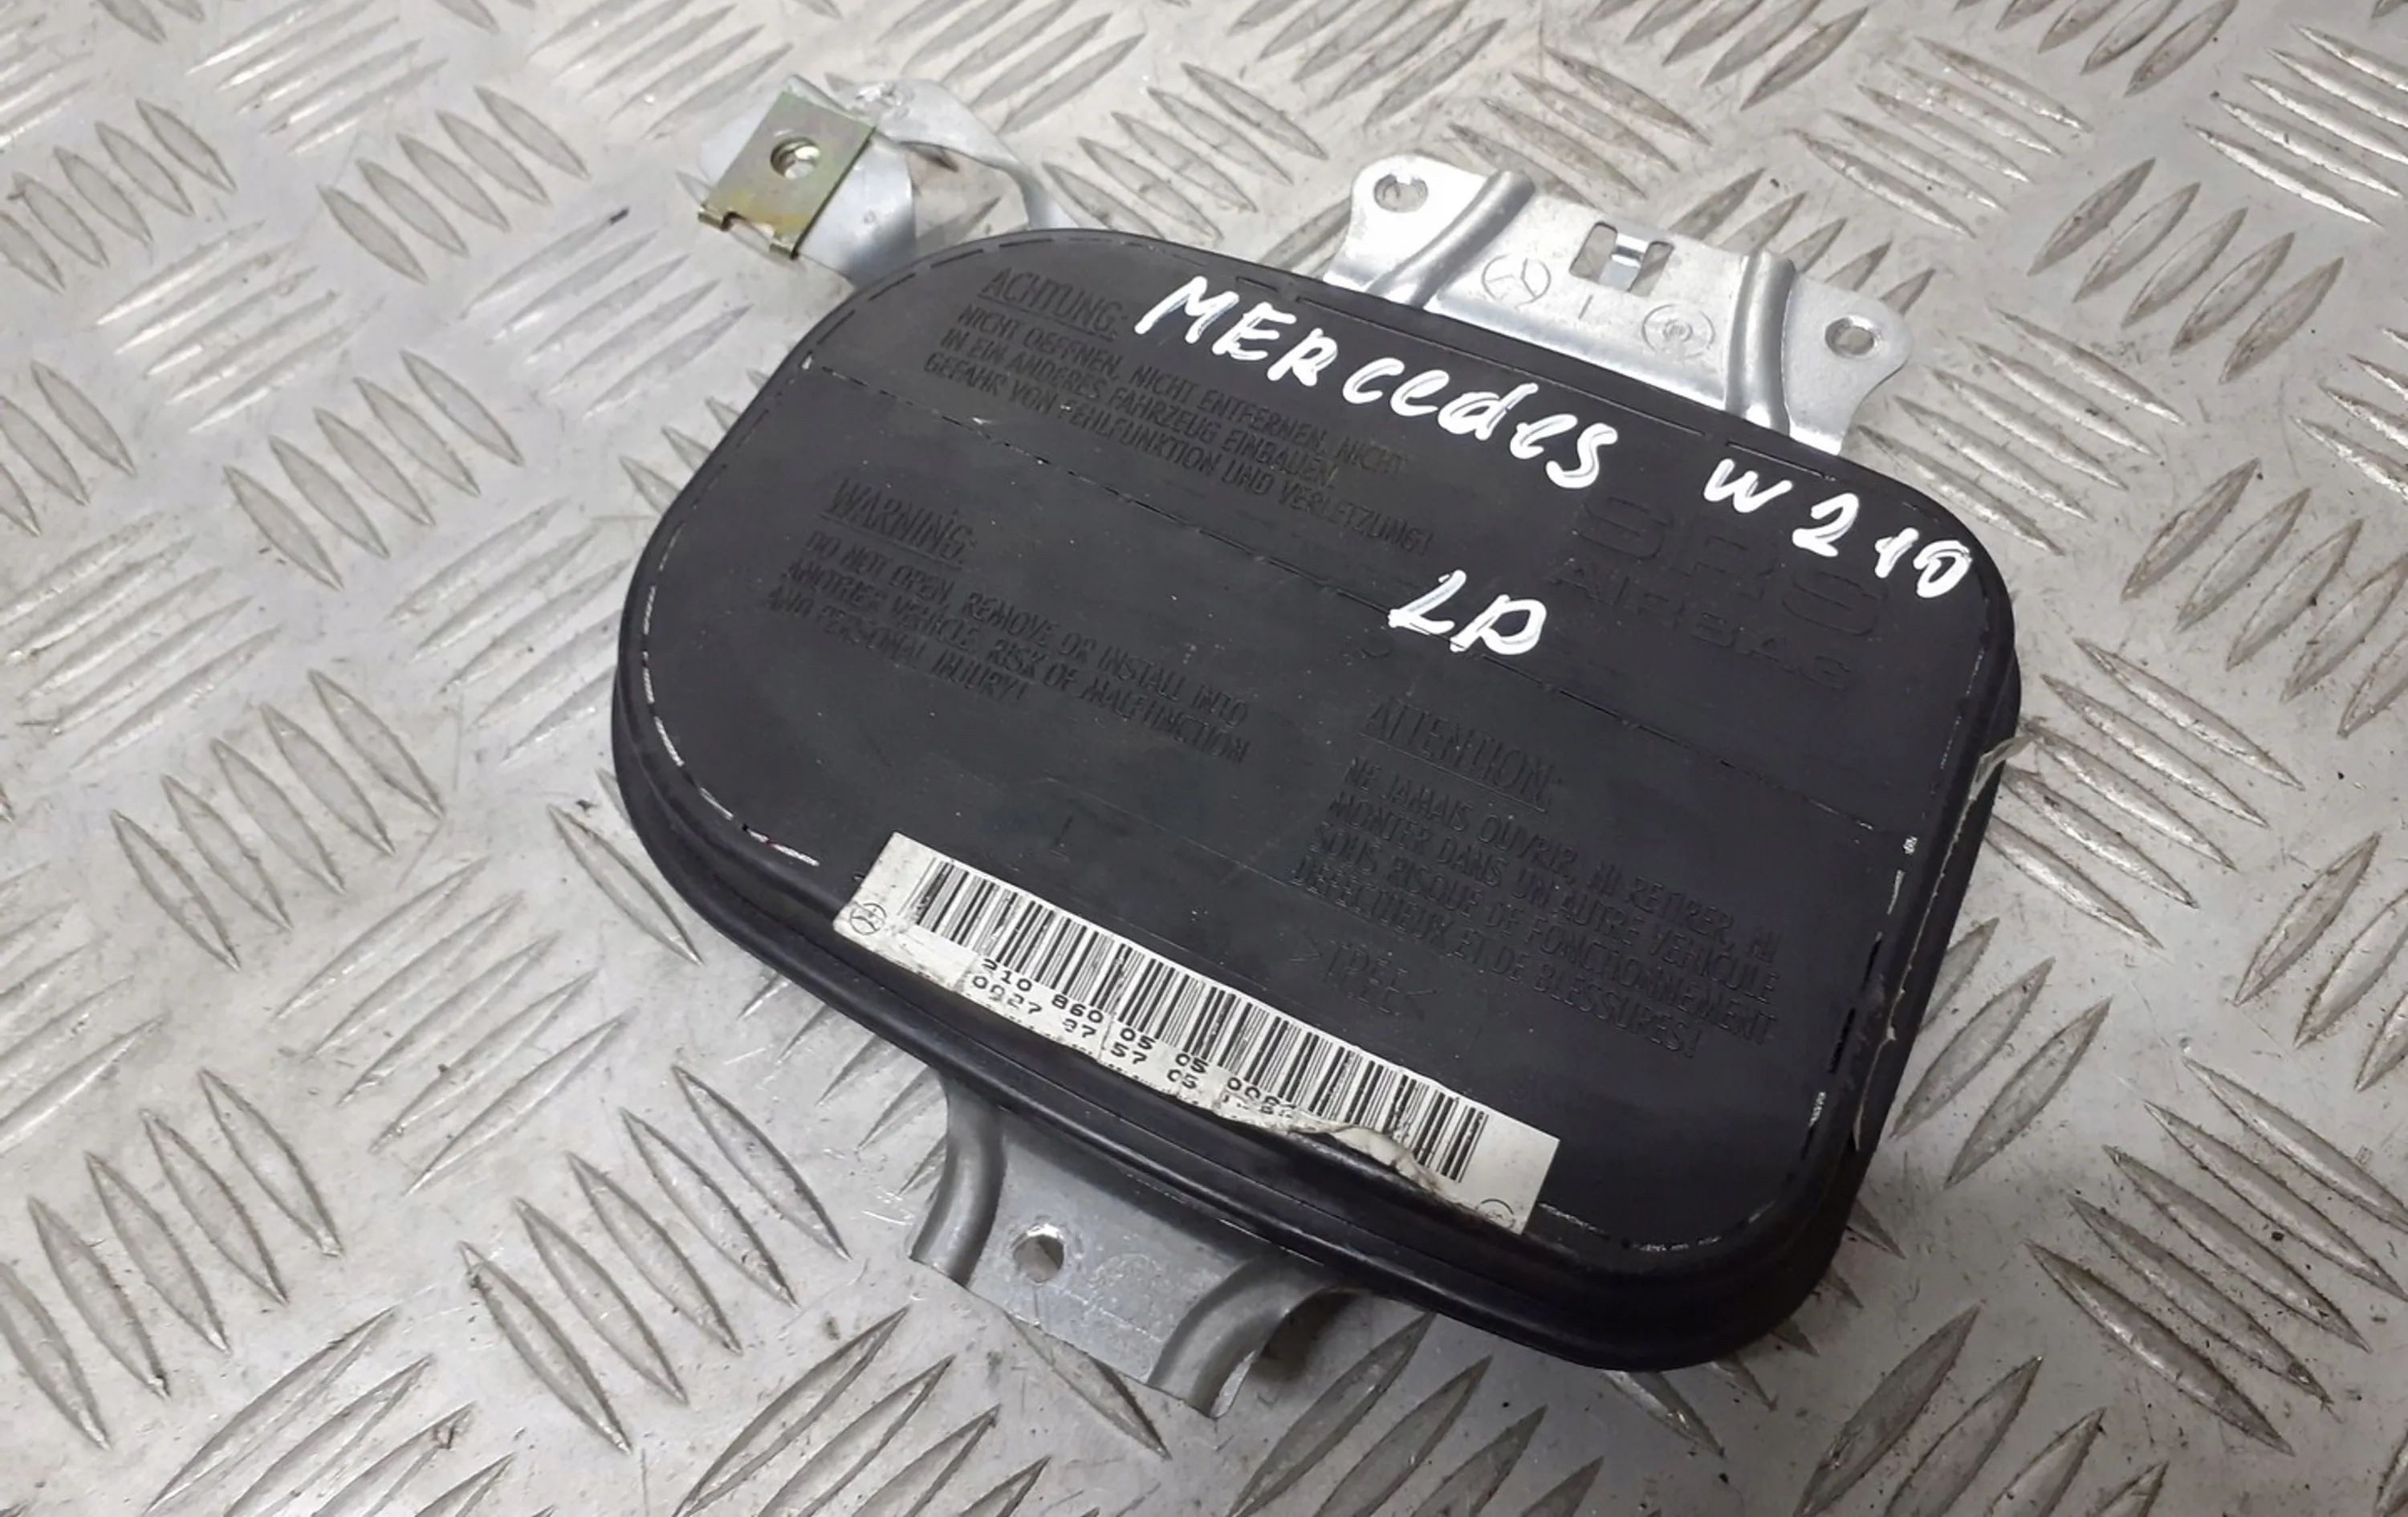 MERCedeS W210
LP
ACHTUNG:
NICHT OEFFNEN, NICHT ENTFERNEN, NICHT
IN EIN ANDERES FAHRZEUG EINBAUEN,
GEFAHR VON FEHLFUNKTION UND VERLETZUNG!
SRS
AIRBAG
WARNING:
DO NOT OPEN, REMOVE OR INSTALL INTO
ANOTHER VEHICLE. RISK OF MALFUNCTION
AND PERSONAL INJURY!
ATTENTION:
NE JAMAIS OUVRIR, NI RETIRER, NI
MONTER DANS UN AUTRE VEHICULE
SOUS RISQUE DE FONCTIONNEMENT
DEFECTUEUX ET DE BLESSURES!
L
>TPEE<
210 860 05 05
57 05